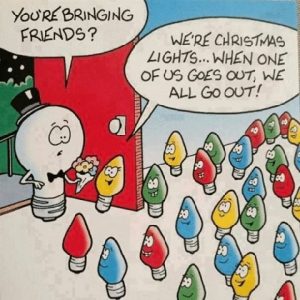 YOU'RE BRINGING
FRIENDS?
WE'RE CHRISTMAS
LIGHTS... WHEN ONE
OF US GOES OUT, WE
ALL GO OUT!